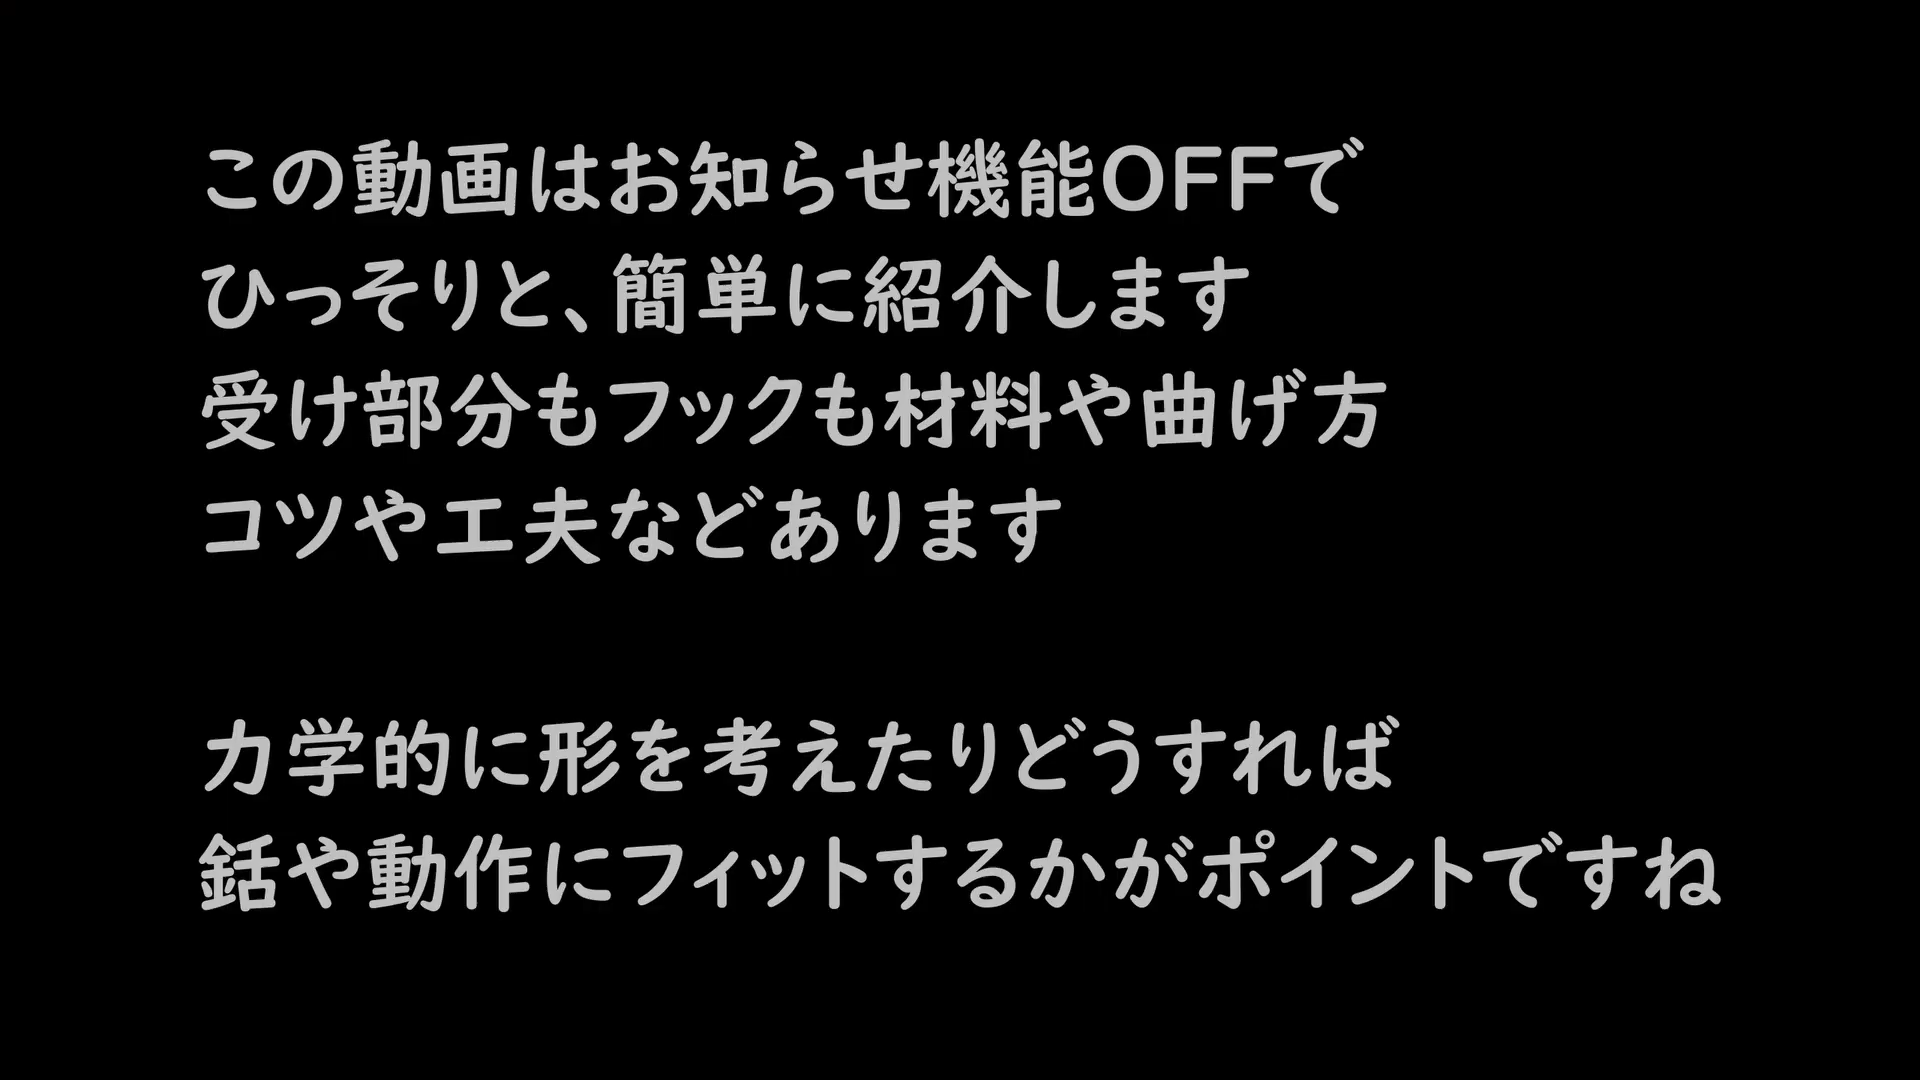 この動画はお知らせ機能OFFで
ひっそりと、簡単に紹介します
受け部分もフックも材料や曲げ方
コツや工夫などあります
力学的に形を考えたりどうすれば
銛や動作にフィットするかがポイントですね